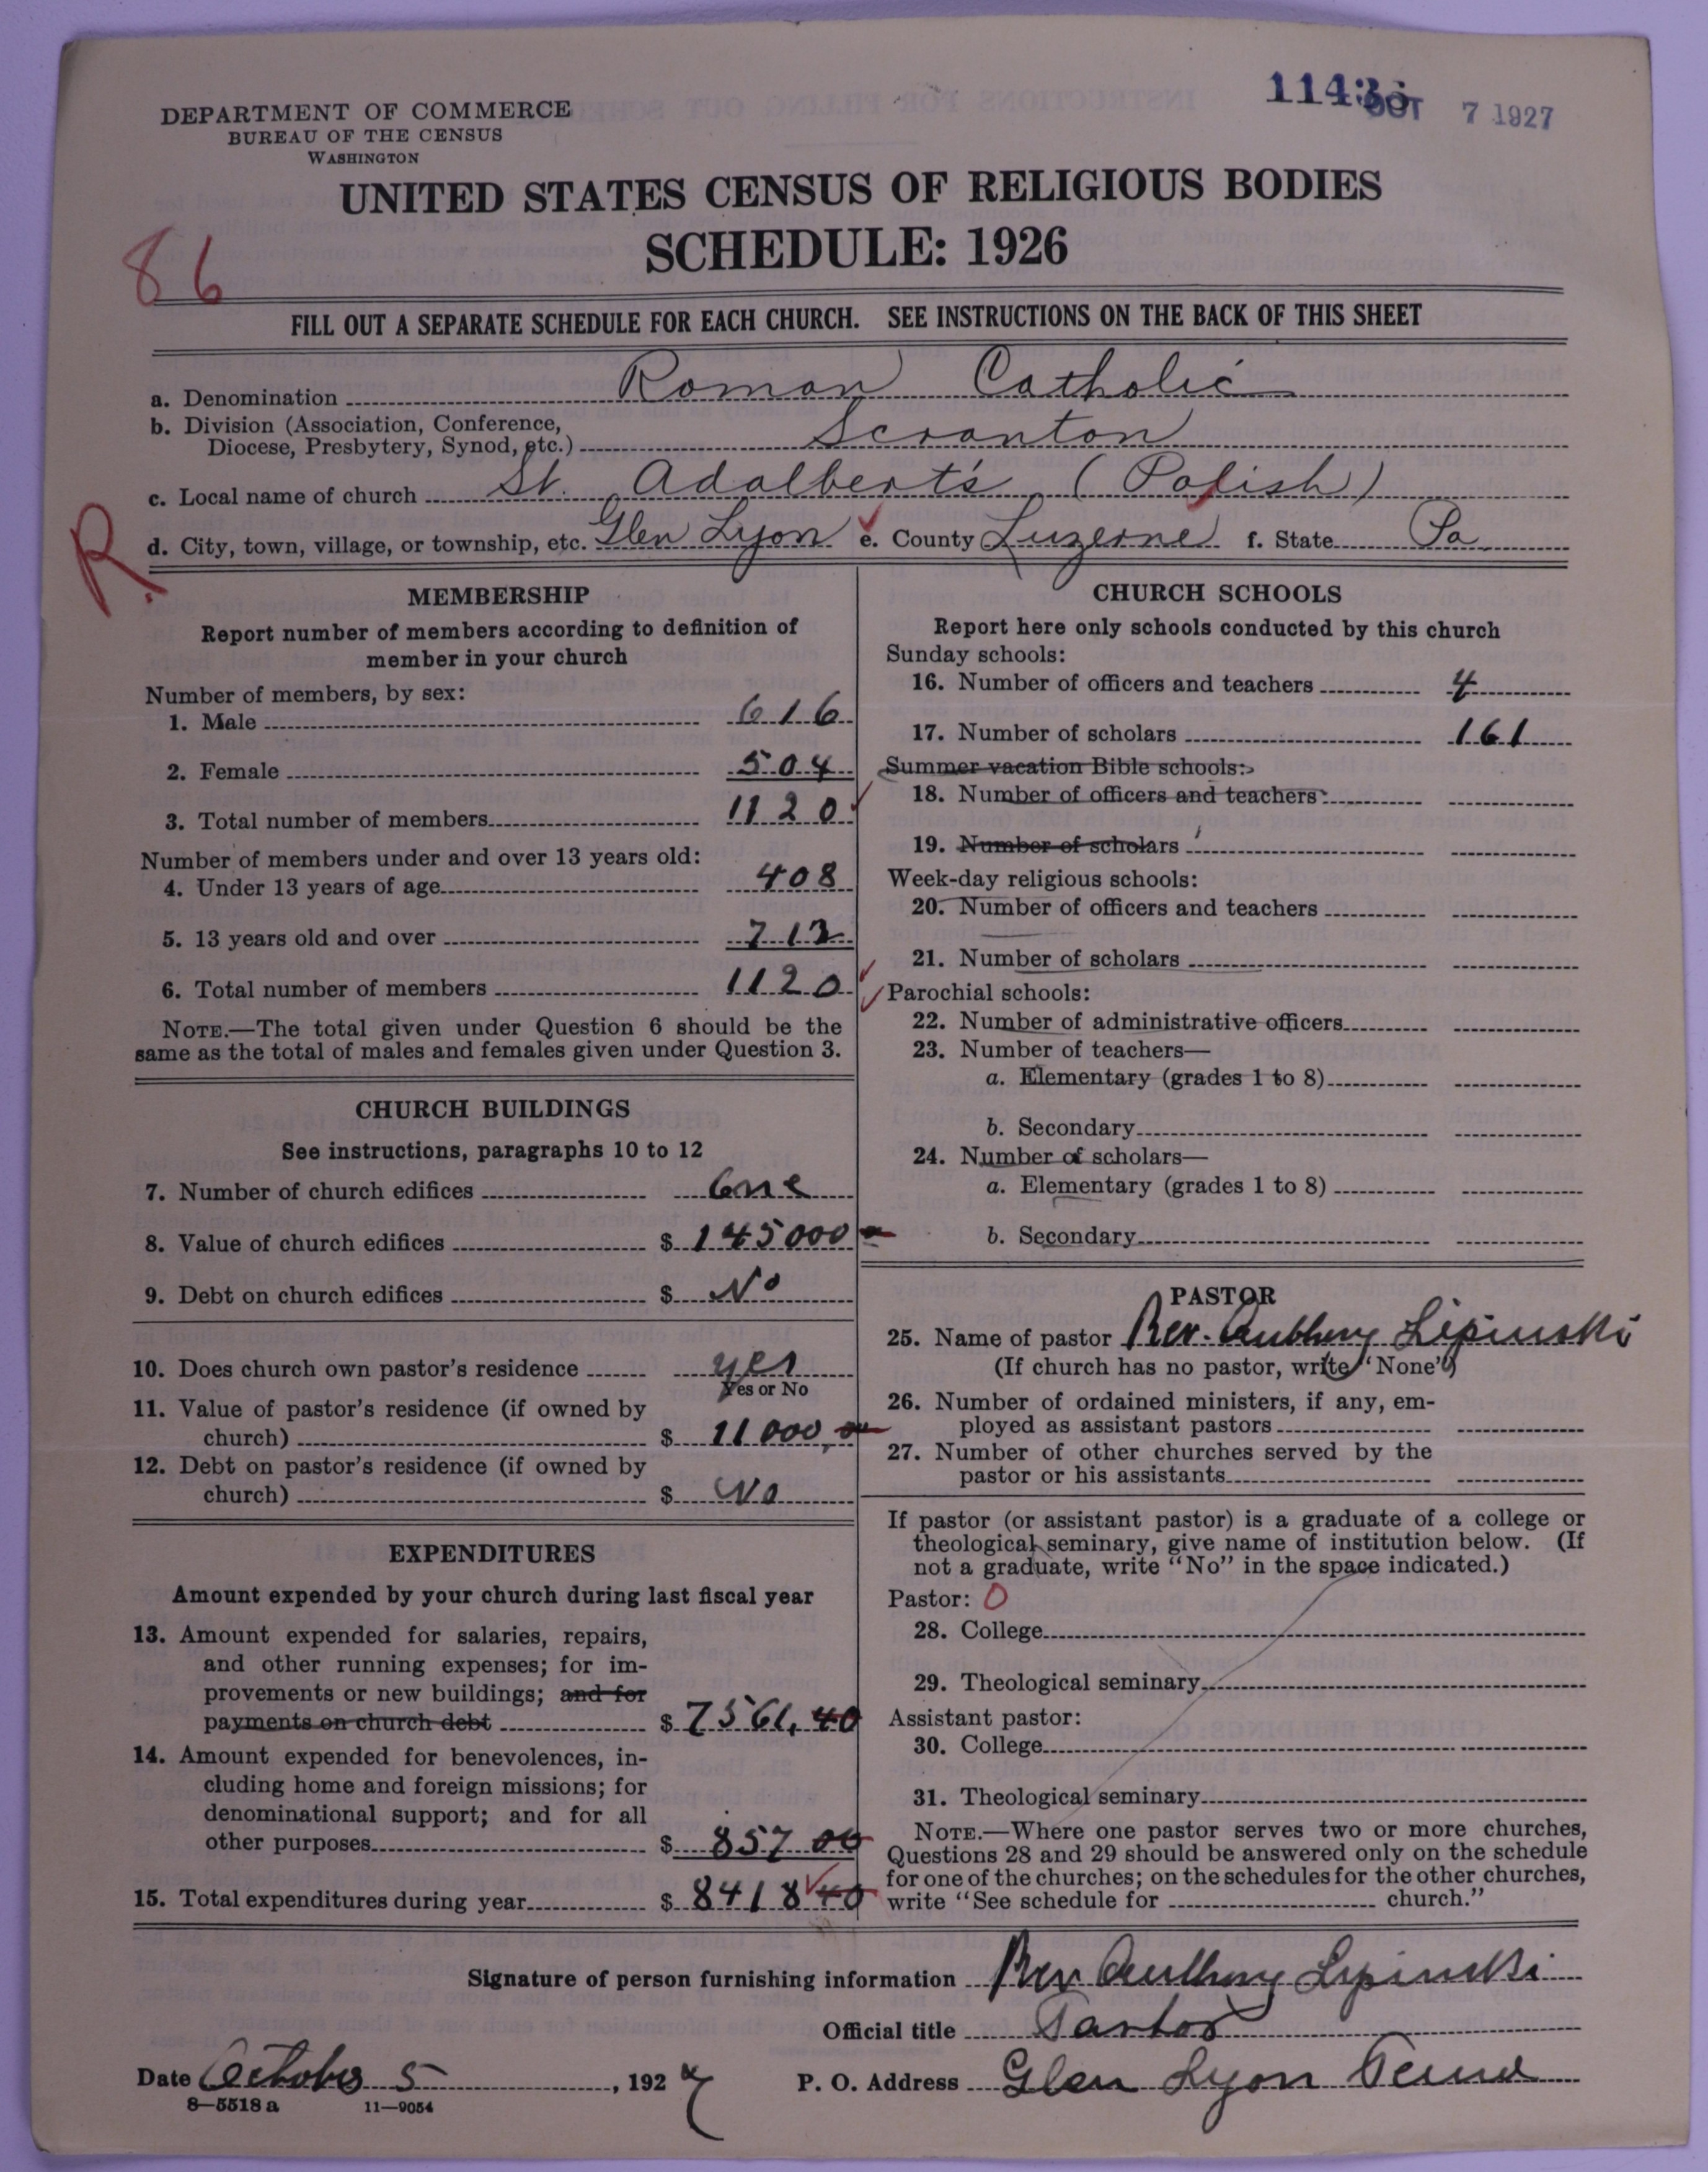 DEPARTMENT OF COMMERCE
BUREAU OF THE CENSUS
WASHINGTON
OCT 7 1927
UNITED STATES CENSUS OF RELIGIOUS BODIES
SCHEDULE: 1926
86
FILL OUT A SEPARATE SCHEDULE FOR EACH CHURCH. SEE INSTRUCTIONS ON THE BACK OF THIS SHEET
a. Denomination Roman Catholic
b. Division (Association, Conference,
Diocese, Presbytery, Synod, etc.) Scranton
c. Local name of church St. Adalbert's (Polish)
R
d. City, town, village, or township, etc. Glen Lyon e. County Luzerne f. State Pa
MEMBERSHIP
Report number of members according to definition of
member in your church
Number of members, by sex:
1. Male 616
2. Female 504
3. Total number of members 1120
Number of members under and over 13 years old:
4. Under 13 years of age 408
5. 13 years old and over 712
6. Total number of members 1120
NOTE.—The total given under Question 6 should be the
same as the total of males and females given under Question 3.
CHURCH BUILDINGS
See instructions, paragraphs 10 to 12
7. Number of church edifices One
8. Value of church edifices $ 145000
9. Debt on church edifices $ No
10. Does church own pastor's residence yes
Yes or No
11. Value of pastor's residence (if owned by
church) $ 11000,
12. Debt on pastor's residence (if owned by
church) $ No
EXPENDITURES
Amount expended by your church during last fiscal year
13. Amount expended for salaries, repairs,
and other running expenses; for im-
provements or new buildings; and for
payments on church debt $ 7561,40
14. Amount expended for benevolences, in-
cluding home and foreign missions; for
denominational support; and for all
other purposes $ 857 00
15. Total expenditures during year $ 8418 40
CHURCH SCHOOLS
Report here only schools conducted by this church
Sunday schools:
16. Number of officers and teachers 4
17. Number of scholars 161
Summer vacation Bible schools:
18. Number of officers and teachers
19. Number of scholars
Week-day religious schools:
20. Number of officers and teachers
21. Number of scholars
Parochial schools:
22. Number of administrative officers
23. Number of teachers—
a. Elementary (grades 1 to 8)
b. Secondary
24. Number of scholars—
a. Elementary (grades 1 to 8)
b. Secondary
PASTOR
25. Name of pastor Rev. Anthony Lipinski
(If church has no pastor, write "None")
26. Number of ordained ministers, if any, em-
ployed as assistant pastors
27. Number of other churches served by the
pastor or his assistants
If pastor (or assistant pastor) is a graduate of a college or
theological seminary, give name of institution below. (If
not a graduate, write "No" in the space indicated.)
Pastor: 0
28. College
29. Theological seminary
Assistant pastor:
30. College
31. Theological seminary
NOTE.—Where one pastor serves two or more churches,
Questions 28 and 29 should be answered only on the schedule
for one of the churches; on the schedules for the other churches,
write "See schedule for church."
Signature of person furnishing information Rev Anthony Lipinski
Official title Pastor
Date October 5, 1927 P. O. Address Glen Lyon Penna
8—5518 a 11—9054